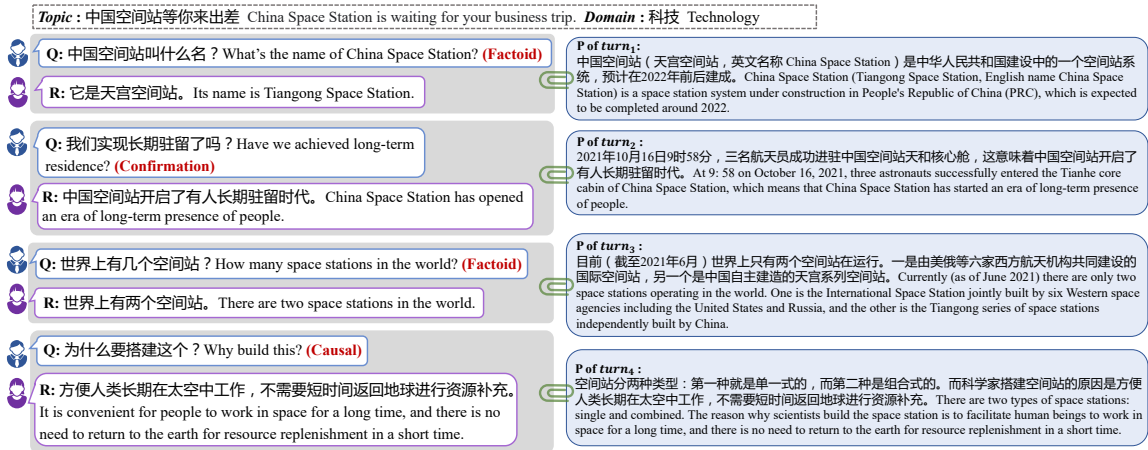 Topic : 中国空间站等你来出差 China Space Station is waiting for your business trip. Domain : 科技 Technology
Q: 中国空间站叫什么名？What's the name of China Space Station? (Factoid)
R: 它是天宫空间站。Its name is Tiangong Space Station.
P of turn1:
中国空间站（天宫空间站，英文名称 China Space Station）是中华人民共和国建设中的一个空间站系
统，预计在2022年前后建成。China Space Station (Tiangong Space Station, English name China Space
Station) is a space station system under construction in People's Republic of China (PRC), which is expected
to be completed around 2022.
Q: 我们实现长期驻留了吗？Have we achieved long-term
residence? (Confirmation)
R: 中国空间站开启了有人长期驻留时代。China Space Station has opened
an era of long-term presence of people.
P of turn2 :
2021年10月16日9时58分，三名航天员成功进驻中国空间站天和核心舱，这意味着中国空间站开启了
有人长期驻留时代。At 9: 58 on October 16, 2021, three astronauts successfully entered the Tianhe core
cabin of China Space Station, which means that China Space Station has started an era of long-term presence
of people.
Q: 世界上有几个空间站？How many space stations in the world? (Factoid)
R: 世界上有两个空间站。There are two space stations in the world.
P of turn3 :
目前（截至2021年6月）世界上只有两个空间站在运行。一是由美俄等六家西方航天机构共同建设的
国际空间站，另一个是中国自主建造的天宫系列空间站。Currently (as of June 2021) there are only two
space stations operating in the world. One is the International Space Station jointly built by six Western space
agencies including the United States and Russia, and the other is the Tiangong series of space stations
independently built by China.
Q: 为什么要搭建这个？Why build this? (Causal)
R: 方便人类长期在太空中工作，不需要短时间返回地球进行资源补充。
It is convenient for people to work in space for a long time, and there is no
need to return to the earth for resource replenishment in a short time.
P of turn4 :
空间站分两种类型：第一种就是单一式的，而第二种是组合式的。而科学家搭建空间站的原因是方便
人类长期在太空中工作，不需要短时间返回地球进行资源补充。There are two types of space stations:
single and combined. The reason why scientists build the space station is to facilitate human beings to work in
space for a long time, and there is no need to return to the earth for resource replenishment in a short time.